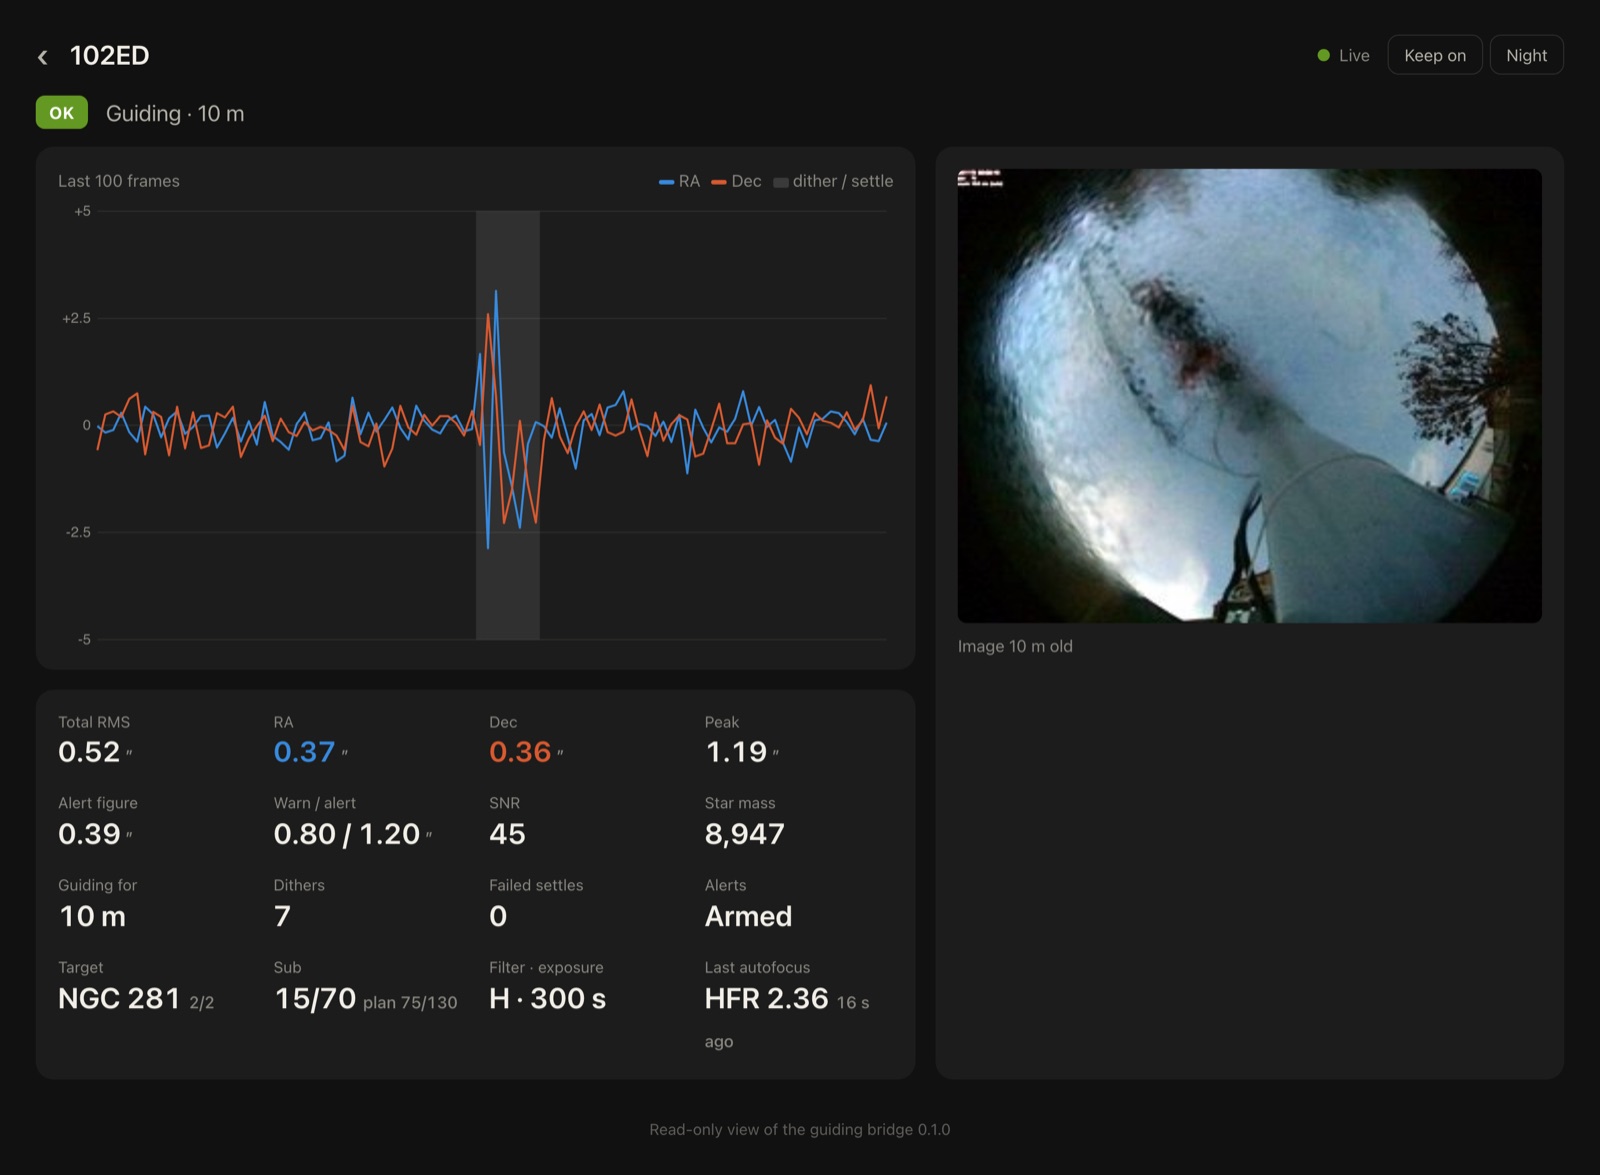 ‹ 102ED
Live Keep on Night
OK Guiding · 10 m
Last 100 frames
RA Dec dither / settle
+5
+2.5
0
-2.5
-5
Image 10 m old
Total RMS RA Dec Peak
0.52 ″ 0.37 ″ 0.36 ″ 1.19 ″
Alert figure Warn / alert SNR Star mass
0.39 ″ 0.80 / 1.20 ″ 45 8,947
Guiding for Dithers Failed settles Alerts
10 m 7 0 Armed
Target Sub Filter · exposure Last autofocus
NGC 281 2/2 15/70 plan 75/130 H · 300 s HFR 2.36 16 s
ago
Read-only view of the guiding bridge 0.1.0